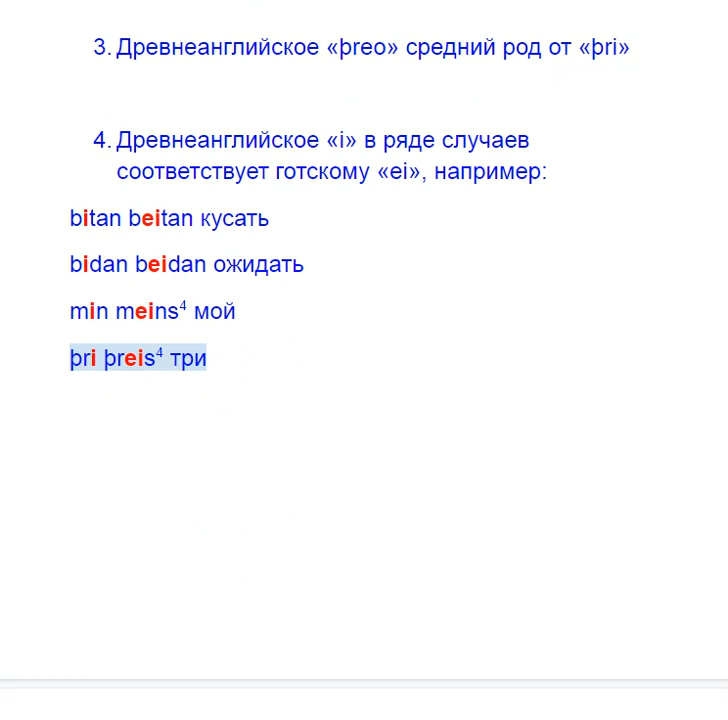 3. Древнеанглийское «þreo» средний род от «þri»
4. Древнеанглийское «i» в ряде случаев
соответствует готскому «ei», например:
bitan beitan кусать
bidan beidan ожидать
min meins⁴ мой
þri þreis⁴ три